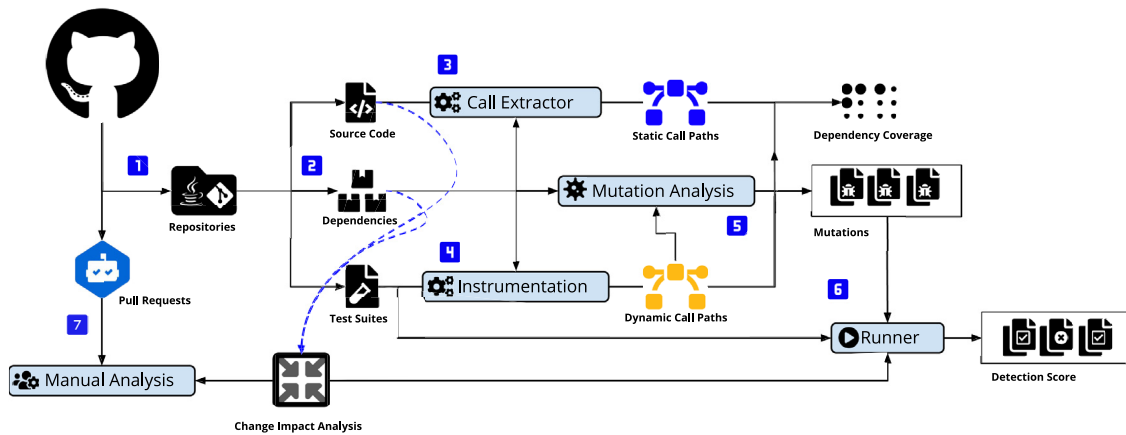 3
Call Extractor
Source Code
Static Call Paths
Dependency Coverage
1
2
Repositories
Dependencies
Mutation Analysis
5
Mutations
4
Pull Requests
Instrumentation
Test Suites
Dynamic Call Paths
6
7
Runner
Manual Analysis
Detection Score
Change Impact Analysis